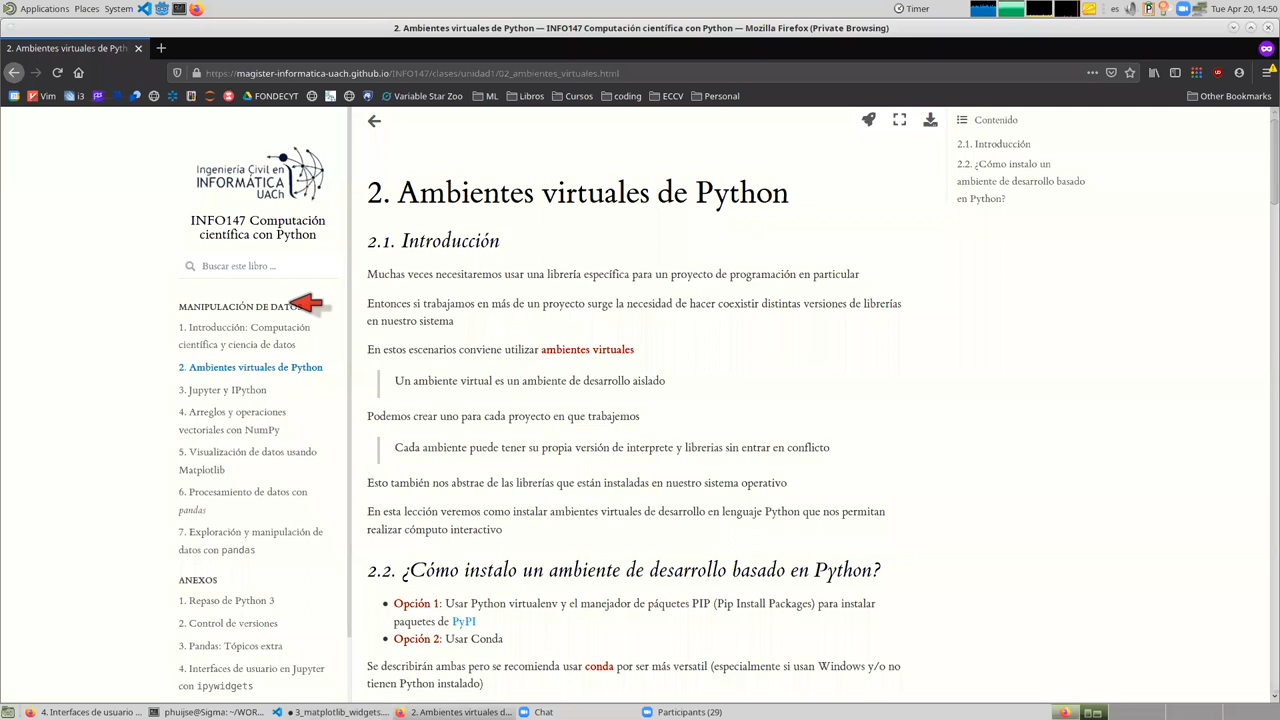 Applications Places System
Timer
es
Tue Apr 20, 14:50
2. Ambientes virtuales de Python — INFO147 Computación científica con Python — Mozilla Firefox (Private Browsing)
2. Ambientes virtuales de Pyth
https://magister-informatica-uach.github.io/INFO147/clases/unidad1/02_ambientes_virtuales.html
Vim
i3
FONDECYT
Variable Star Zoo
ML
Libros
Cursos
coding
ECCV
Personal
Other Bookmarks
Ingeniería Civil en
INFORMÁTICA
UACh
INFO147 Computación
científica con Python
Buscar este libro ...
MANIPULACIÓN DE DATOS
1. Introducción: Computación
científica y ciencia de datos
2. Ambientes virtuales de Python
3. Jupyter y IPython
4. Arreglos y operaciones
vectoriales con NumPy
5. Visualización de datos usando
Matplotlib
6. Procesamiento de datos con
pandas
7. Exploración y manipulación de
datos con pandas
ANEXOS
1. Repaso de Python 3
2. Control de versiones
3. Pandas: Tópicos extra
4. Interfaces de usuario en Jupyter
con ipywidgets
2. Ambientes virtuales de Python
2.1. Introducción
Muchas veces necesitaremos usar una librería específica para un proyecto de programación en particular
Entonces si trabajamos en más de un proyecto surge la necesidad de hacer coexistir distintas versiones de librerías
en nuestro sistema
En estos escenarios conviene utilizar ambientes virtuales
Un ambiente virtual es un ambiente de desarrollo aislado
Podemos crear uno para cada proyecto en que trabajemos
Cada ambiente puede tener su propia versión de interprete y librerias sin entrar en conflicto
Esto también nos abstrae de las librerías que están instaladas en nuestro sistema operativo
En esta lección veremos como instalar ambientes virtuales de desarrollo en lenguaje Python que nos permitan
realizar cómputo interactivo
2.2. ¿Cómo instalo un ambiente de desarrollo basado en Python?
• Opción 1: Usar Python virtualenv y el manejador de páquetes PIP (Pip Install Packages) para instalar
paquetes de PyPI
• Opción 2: Usar Conda
Se describirán ambas pero se recomienda usar conda por ser más versatil (especialmente si usan Windows y/o no
tienen Python instalado)
Contenido
2.1. Introducción
2.2. ¿Cómo instalo un
ambiente de desarrollo basado
en Python?
4. Interfaces de usuario ...
phuijse@Sigma: ~/WOR...
● 3_matplotlib_widgets....
2. Ambientes virtuales d...
Chat
Participants (29)